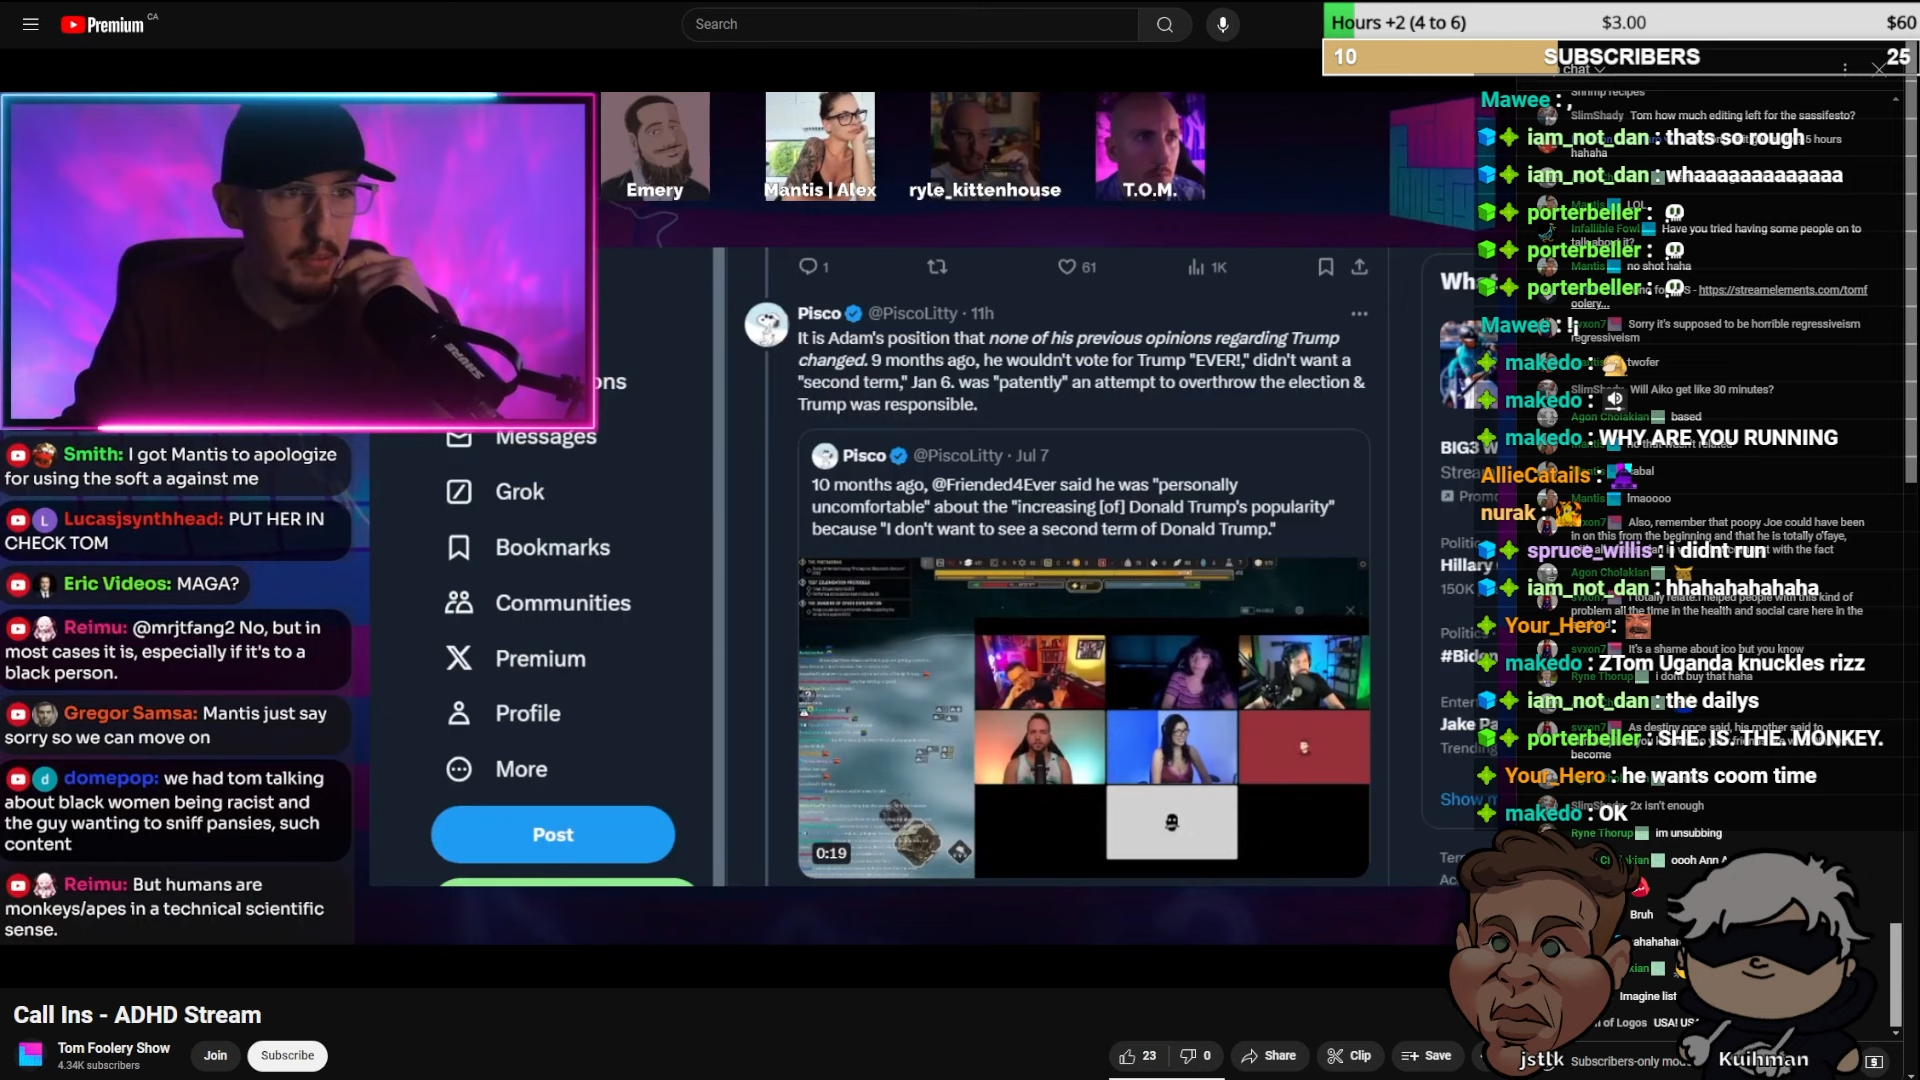 Premium CA
Search
Hours +2 (4 to 6) $3.00 $60
10 SUBSCRIBERS 25
chat
Emery
Mantis | Alex
ryle_kittenhouse
T.O.M.
1
61
1K
Pisco @PiscoLitty · 11h
It is Adam's position that none of his previous opinions regarding Trump
changed. 9 months ago, he wouldn't vote for Trump "EVER!," didn't want a
"second term," Jan 6. was "patently" an attempt to overthrow the election &
Trump was responsible.
Pisco @PiscoLitty · Jul 7
10 months ago, @Friended4Ever said he was "personally
uncomfortable" about the "increasing [of] Donald Trump's popularity"
because "I don't want to see a second term of Donald Trump."
0:19
ons
Messages
Grok
Bookmarks
Communities
Premium
Profile
More
Post
Smith: I got Mantis to apologize
for using the soft a against me
Lucasjsynthhead: PUT HER IN
CHECK TOM
Eric Videos: MAGA?
Reimu: @mrjtfang2 No, but in
most cases it is, especially if it's to a
black person.
Gregor Samsa: Mantis just say
sorry so we can move on
domepop: we had tom talking
about black women being racist and
the guy wanting to sniff pansies, such
content
Reimu: But humans are
monkeys/apes in a technical scientific
sense.
BIG3 W
Politic
Hillary
150K
#Bide
Jake Pa
Trending
Show m
Mawee : ,
SlimShady Tom how much editing left for the sassifesto?
iam_not_dan : thats so rough
5 hours
hahaha
iam_not_dan : whaaaaaaaaaaaaa
Mantis LOL
porterbeller :
Infallible Fowl Have you tried having some people on to
talk about it?
porterbeller :
Mantis no shot haha
porterbeller :
https://streamelements.com/tomf
oolery...
Mawee : !j
Sorry it's supposed to be horrible regressiveism
regressiveism
makedo :
twofer
SlimShady Will Aiko get like 30 minutes?
makedo :
Agon Cholakian based
makedo : WHY ARE YOU RUNNING
AllieCatails :
Mantis lmaoooo
nurak :
svxon7 Also, remember that poopy Joe could have been
in on this from the beginning and that he is totally o'faye,
spruce_willis : i didnt run
Agon Cholakian
iam_not_dan : hhahahahahaha
svxon7 I totally relate. I helped people with this kind of
problem all the time in the health and social care here in the
Your_Hero :
svxon7 It's a shame about ico but you know
makedo : ZTom Uganda knuckles rizz
Ryne Thorup i dont buy that haha
iam_not_dan : the dailys
svxon7 As destiny once said, his mother said to
porterbeller : SHE. IS. THE. MONKEY.
become
Your_Hero : he wants coom time
SlimShady 2x isn't enough
makedo : OK
Ryne Thorup im unsubbing
oooh Ann A
Bruh
ahahahah
Imagine list
of Logos USA! US
jstlk
Subscribers-only mo
Kuihman
Call Ins - ADHD Stream
Tom Foolery Show
4.34K subscribers
Join
Subscribe
23
0
Share
Clip
Save